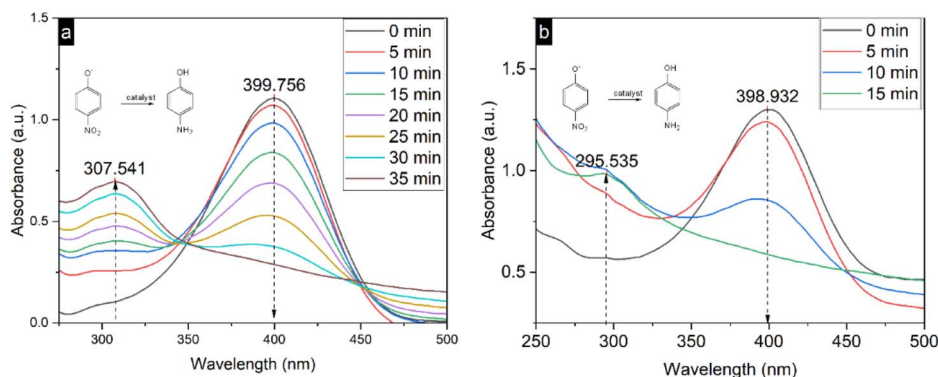 a
1.5
1.0
0.5
0.0
Absorbance (a.u.)
300
350
400
450
500
Wavelength (nm)
307.541
399.756
O-
NO2
catalyst
OH
NH2
0 min
5 min
10 min
15 min
20 min
25 min
30 min
35 min
b
1.5
1.0
0.5
Absorbance (a.u.)
250
300
350
400
450
500
Wavelength (nm)
295.535
398.932
O-
NO2
catalyst
OH
NH2
0 min
5 min
10 min
15 min